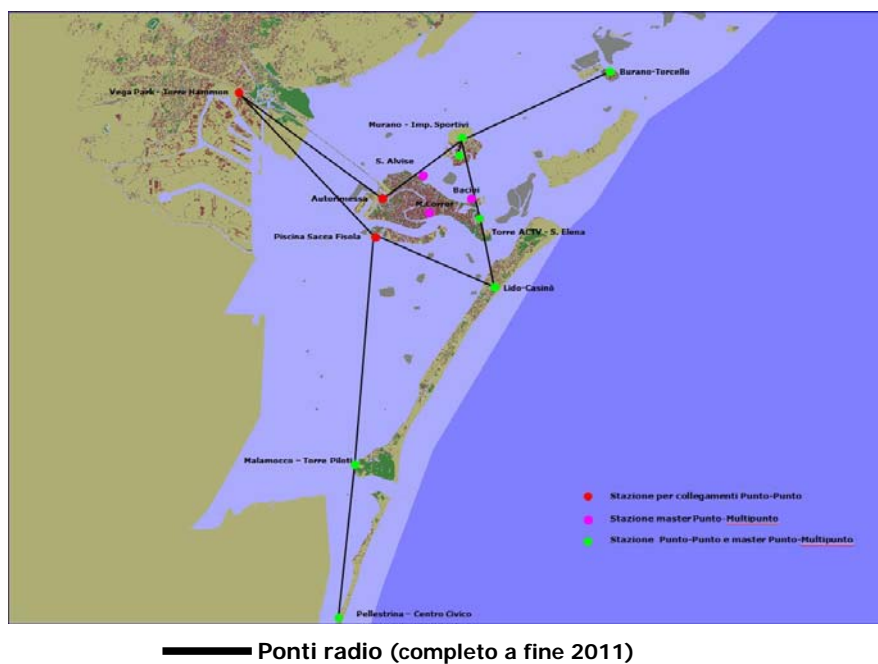 Burano-Torcello
Vega Park - Torre Hammon
Murano - Imp. Sportivi
S. Alvise
Bacini
Autorimessa
M.Correr
Torre ACTV - S. Elena
Piscina Sacca Fisola
Lido-Casinò
Malamocco - Torre Piloti
Stazione per collegamenti Punto-Punto
Stazione master Punto-Multipunto
Stazione Punto-Punto e master Punto-Multipunto
Pellestrina - Centro Civico
Ponti radio (completo a fine 2011)